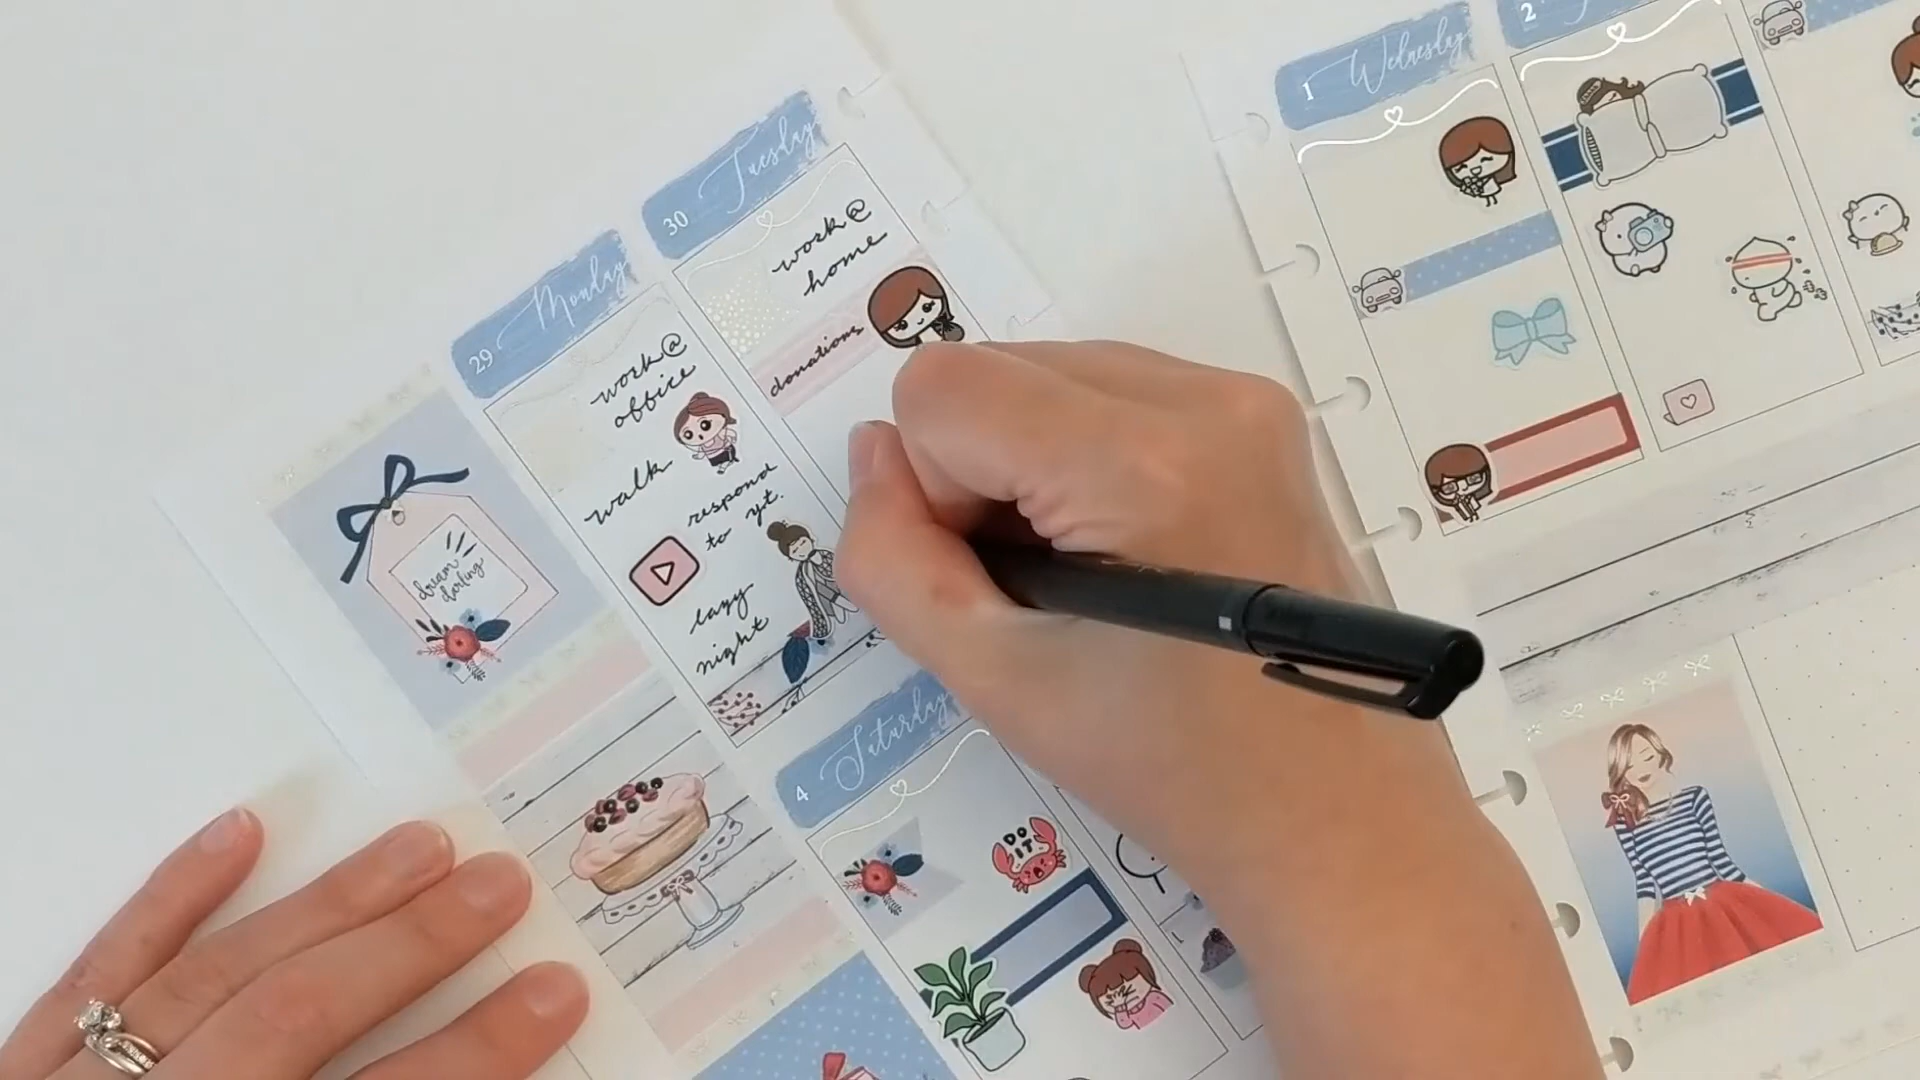 29 Monday
work@
office
walk
respond
to yt.
lazy
night
30 Tuesday
work@
home
donations
1 Wednesday
2
dream
darling
4 Saturday
DO
IT